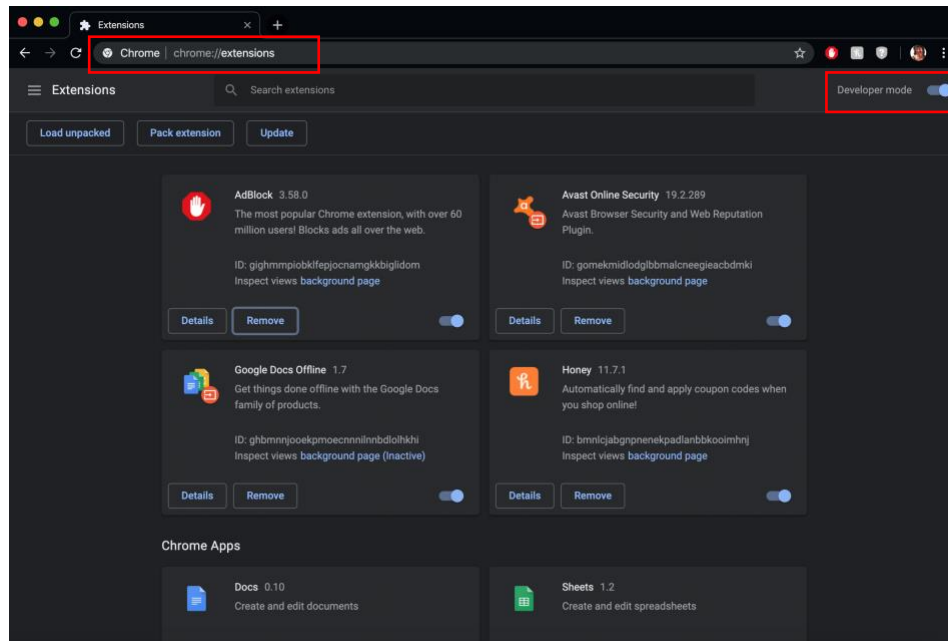 Extensions
Chrome | chrome://extensions
Extensions
Search extensions
Developer mode
Load unpacked
Pack extension
Update
AdBlock 3.58.0
The most popular Chrome extension, with over 60
million users! Blocks ads all over the web.
ID: gighmmpiobklfepjocnamgkkbiglidom
Inspect views background page
Details
Remove
Avast Online Security 19.2.289
Avast Browser Security and Web Reputation
Plugin.
ID: gomekmidlodglbbmalcneegieacbdmki
Inspect views background page
Details
Remove
Google Docs Offline 1.7
Get things done offline with the Google Docs
family of products.
ID: ghbmnnjooekpmoecnnnilnnbdlolhkhi
Inspect views background page (Inactive)
Details
Remove
Honey 11.7.1
Automatically find and apply coupon codes when
you shop online!
ID: bmnlcjabgnpnenekpadlanbbkooimhnj
Inspect views background page
Details
Remove
Chrome Apps
Docs 0.10
Create and edit documents
Sheets 1.2
Create and edit spreadsheets